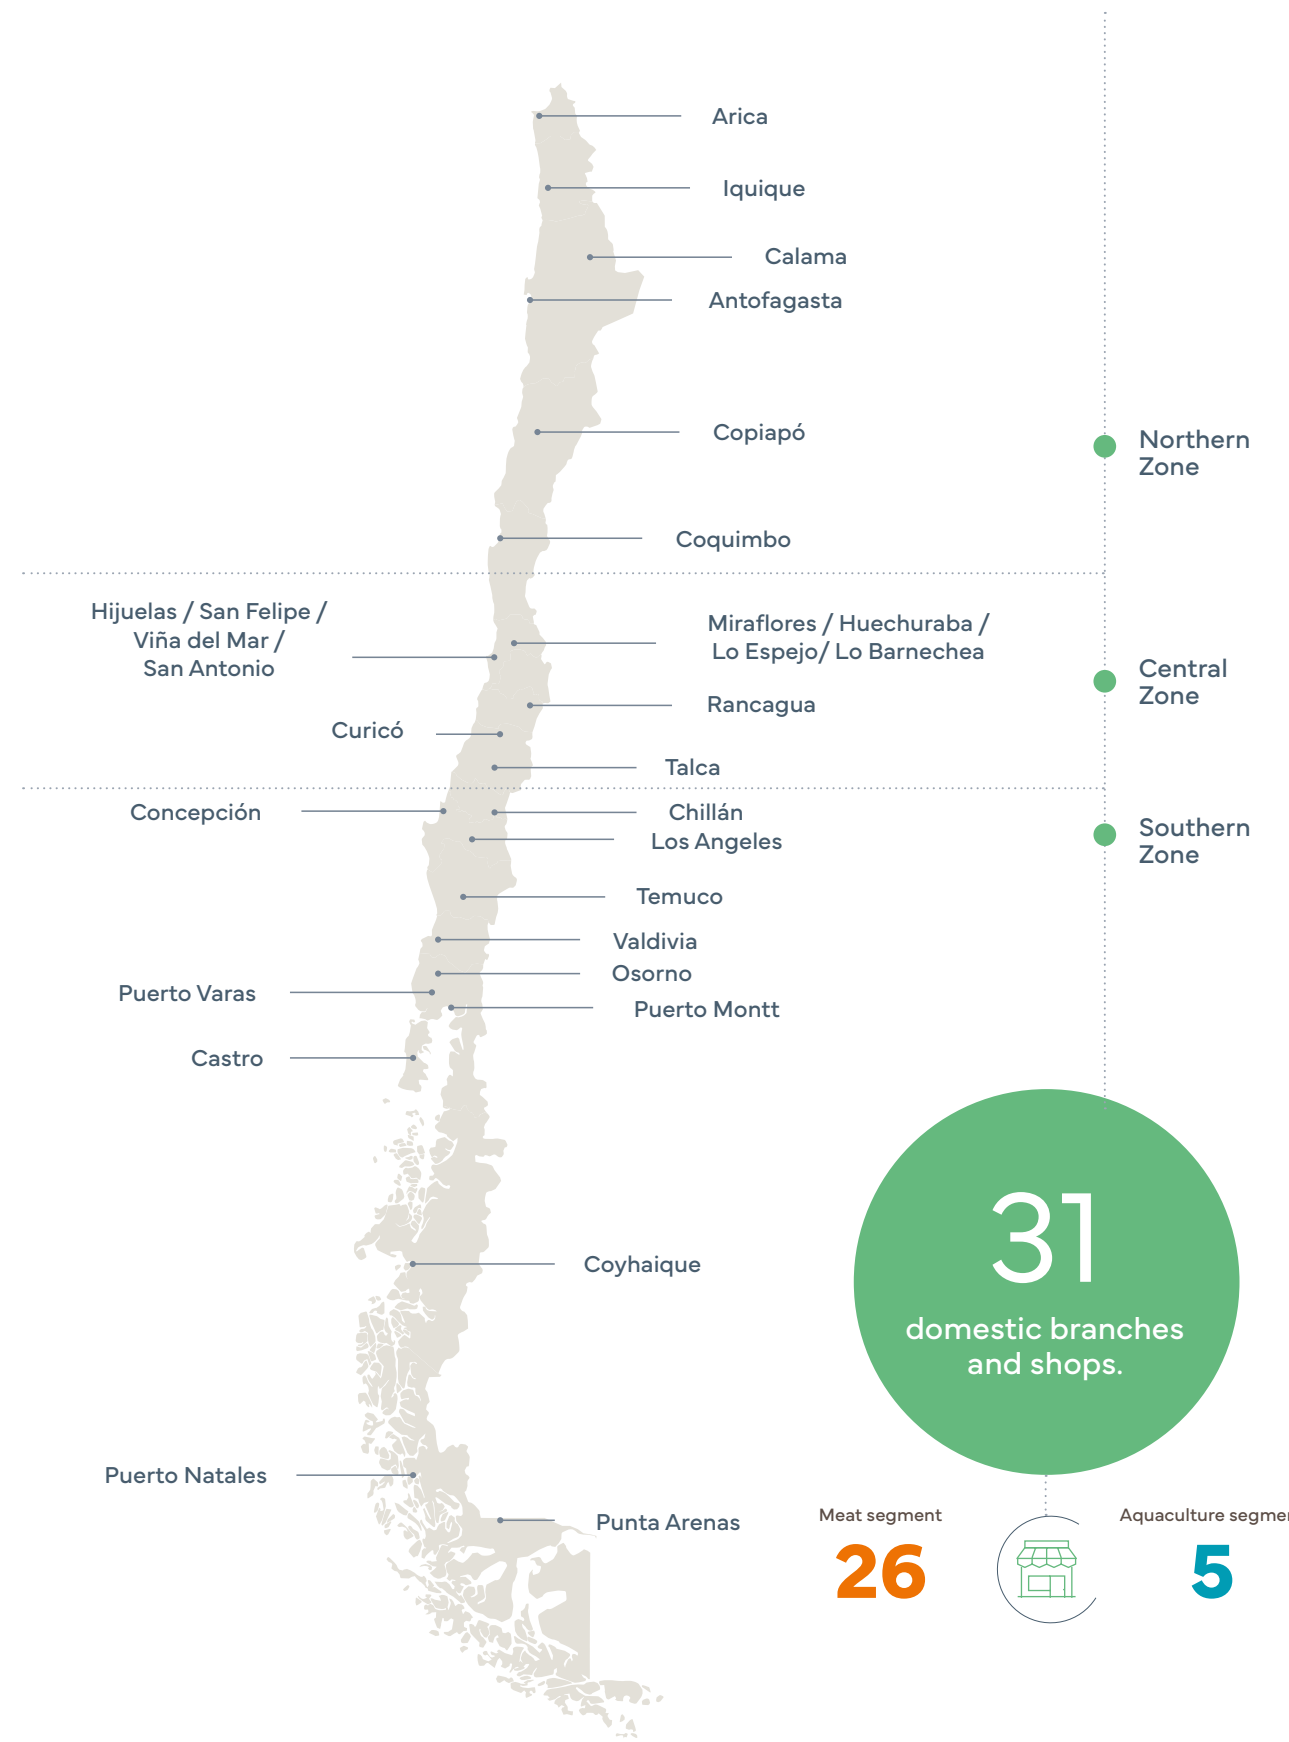 Arica
Iquique
Calama
Antofagasta
Copiapó
Northern
Zone
Coquimbo
Hijuelas / San Felipe /
Viña del Mar /
San Antonio
Miraflores / Huechuraba /
Lo Espejo/ Lo Barnechea
Central
Zone
Rancagua
Curicó
Talca
Concepción
Chillán
Los Angeles
Southern
Zone
Temuco
Valdivia
Osorno
Puerto Varas
Puerto Montt
Castro
Coyhaique
31
domestic branches
and shops.
Puerto Natales
Punta Arenas
Meat segment
26
Aquaculture segmen
5